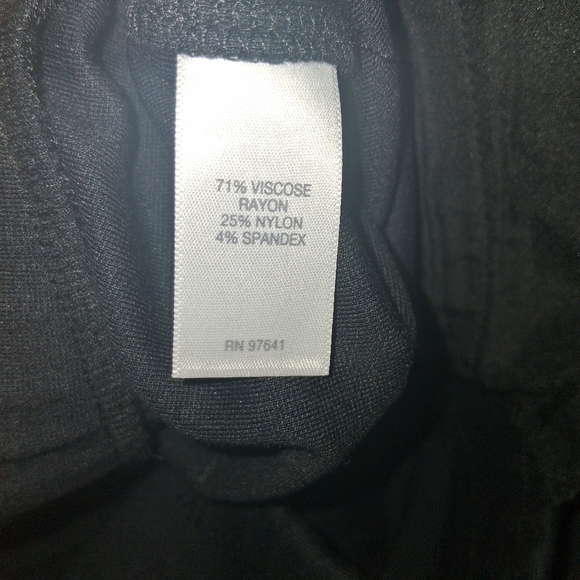 71% VISCOSE
RAYON
25% NYLON
4% SPANDEX
RN 97641